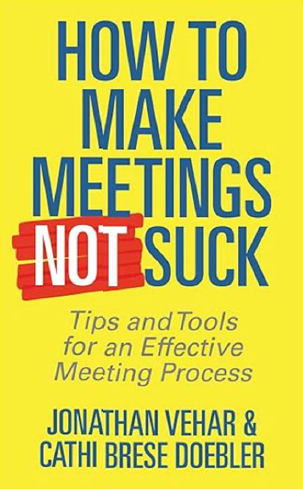 HOW TO
MAKE
MEETINGS
NOT SUCK
Tips and Tools
for an Effective
Meeting Process
JONATHAN VEHAR &
CATHI BRESE DOEBLER